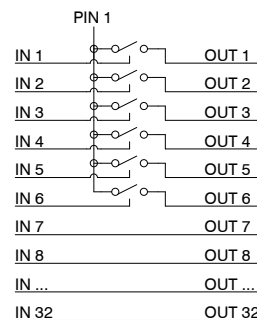 PIN 1
IN 1 OUT 1
IN 2 OUT 2
IN 3 OUT 3
IN 4 OUT 4
IN 5 OUT 5
IN 6 OUT 6
IN 7 OUT 7
IN 8 OUT 8
IN ... OUT ...
IN 32 OUT 32